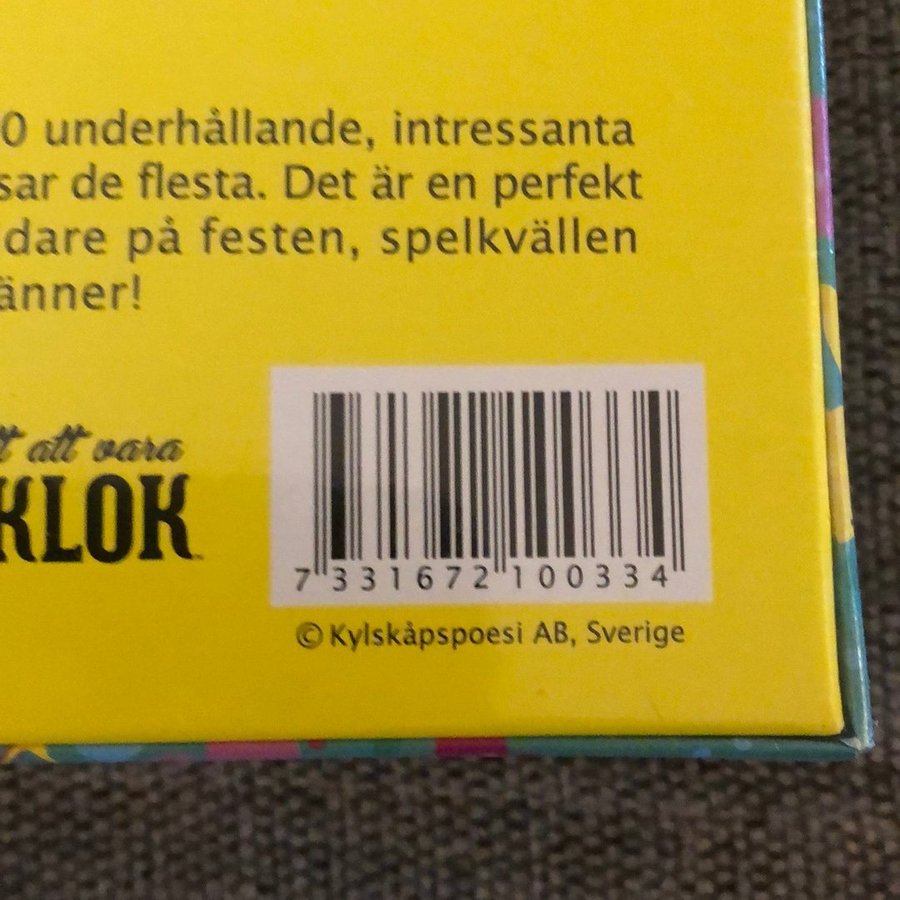 0 underhållande, intressanta
sar de flesta. Det är en perfekt
dare på festen, spelkvällen
änner!
tt att vara
KLOK
7 331672 100334
© Kylskåpspoesi AB, Sverige